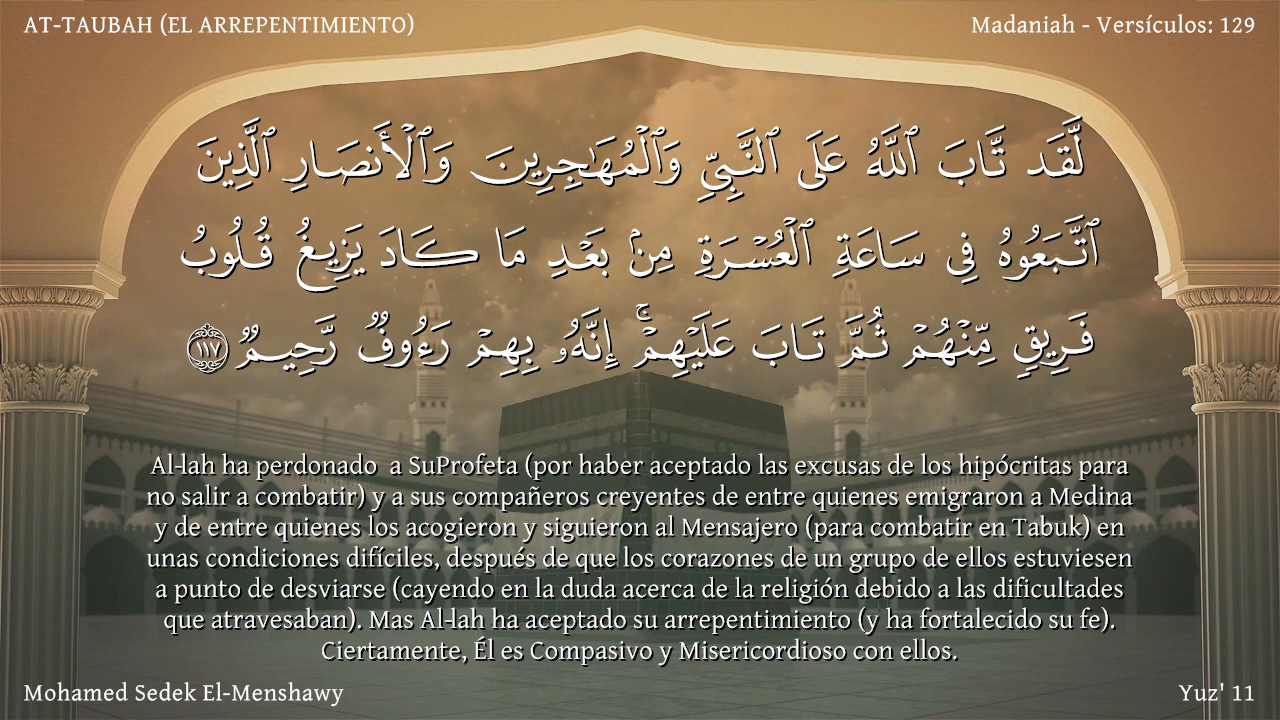 AT-TAUBAH (EL ARREPENTIMIENTO)
Madaniah - Versículos: 129
لَّقَد تَّابَ ٱللَّهُ عَلَى ٱلنَّبِىِّ وَٱلْمُهَـٰجِرِينَ وَٱلْأَنصَارِ ٱلَّذِينَ
ٱتَّبَعُوهُ فِى سَاعَةِ ٱلْعُسْرَةِ مِنۢ بَعْدِ مَا كَادَ يَزِيغُ قُلُوبُ
فَرِيقٍ مِّنْهُمْ ثُمَّ تَابَ عَلَيْهِمْ ۚ إِنَّهُۥ بِهِمْ رَءُوفٌ رَّحِيمٌ ١١٧
Al-lah ha perdonado  a SuProfeta (por haber aceptado las excusas de los hipócritas para
no salir a combatir) y a sus compañeros creyentes de entre quienes emigraron a Medina
y de entre quienes los acogieron y siguieron al Mensajero (para combatir en Tabuk) en
unas condiciones difíciles, después de que los corazones de un grupo de ellos estuviesen
a punto de desviarse (cayendo en la duda acerca de la religión debido a las dificultades
que atravesaban). Mas Al-lah ha aceptado su arrepentimiento (y ha fortalecido su fe).
Ciertamente, Él es Compasivo y Misericordioso con ellos.
Mohamed Sedek El-Menshawy
Yuz' 11